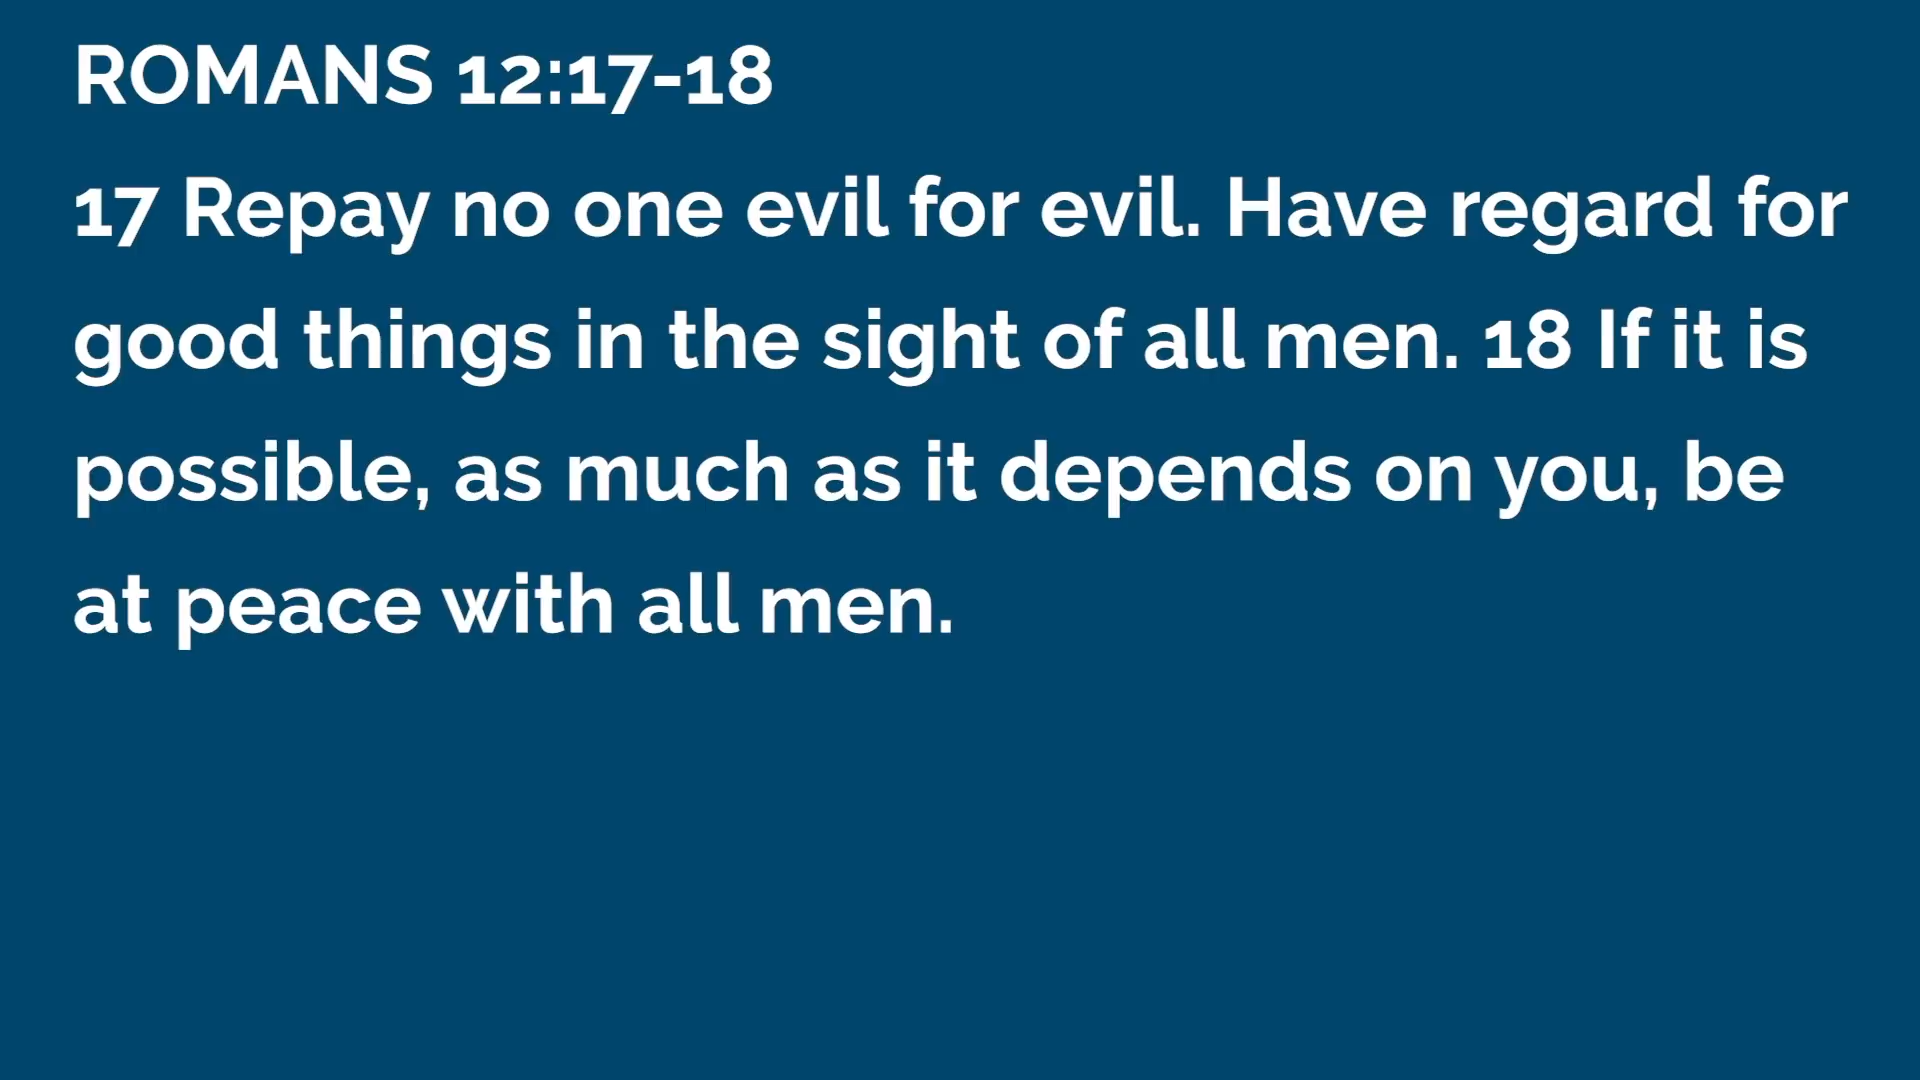 ROMANS 12:17-18
17 Repay no one evil for evil. Have regard for
good things in the sight of all men. 18 If it is
possible, as much as it depends on you, be
at peace with all men.